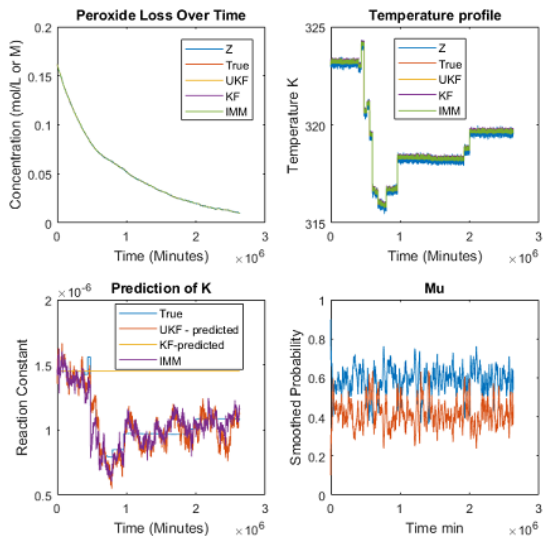 Peroxide Loss Over Time
Concentration (mol/L or M)
0.2
0.15
0.1
0.05
0
Z
True
UKF
KF
IMM
0 1 2 3
Time (Minutes)
× 10^6
Temperature profile
Temperature K
325
320
315
Z
True
UKF
KF
IMM
0 1 2 3
Time (Minutes)
× 10^6
Prediction of K
× 10^-6
Reaction Constant
2
1.5
1
0.5
True
UKF - predicted
KF-predicted
IMM
0 1 2 3
Time (Minutes)
× 10^6
Mu
Smoothed Probability
1
0.8
0.6
0.4
0.2
0
0 1 2 3
Time min
× 10^6